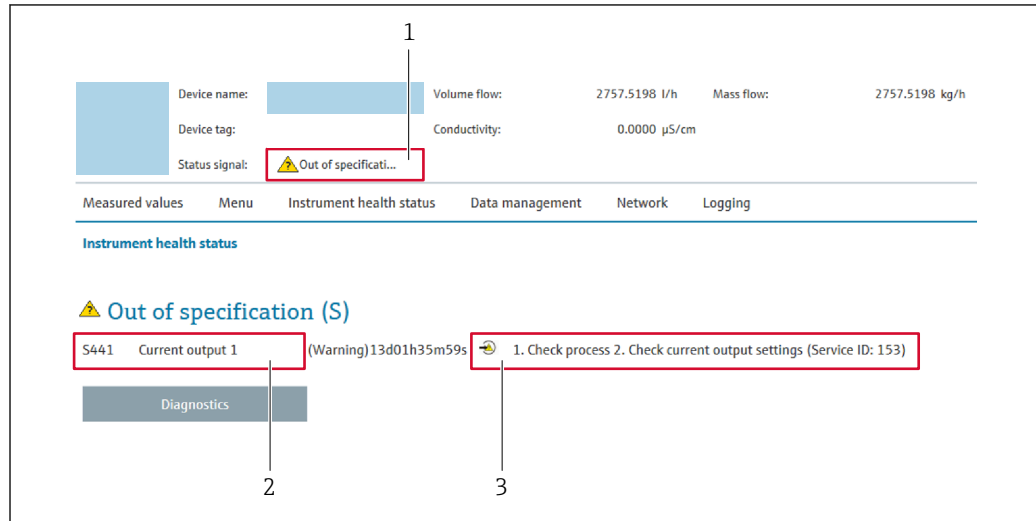 1
Device name: Volume flow: 2757.5198 l/h Mass flow: 2757.5198 kg/h
Device tag: Conductivity: 0.0000 µS/cm
Status signal: Out of specificati...
Measured values Menu Instrument health status Data management Network Logging
Instrument health status
Out of specification (S)
S441 Current output 1 (Warning)13d01h35m59s 1. Check process 2. Check current output settings (Service ID: 153)
Diagnostics
2 3